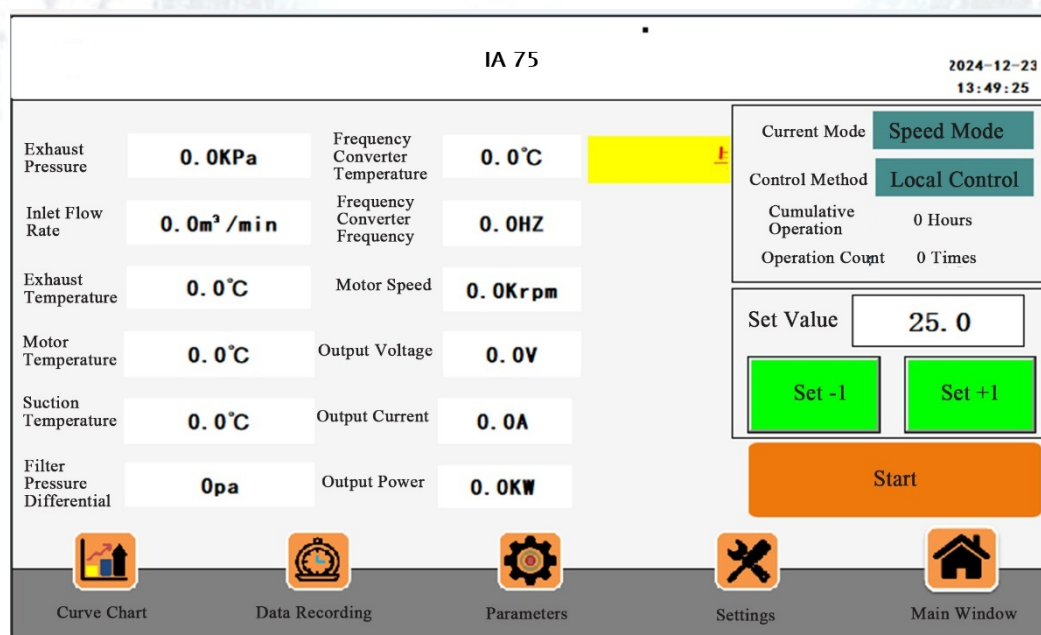 IA 75
2024-12-23
13:49:25
Exhaust
Pressure
0.0KPa
Frequency
Converter
Temperature
0.0℃
Current Mode
Speed Mode
Control Method
Local Control
Inlet Flow
Rate
0.0m³/min
Frequency
Converter
Frequency
0.0HZ
Cumulative
Operation
0 Hours
Operation Count
0 Times
Exhaust
Temperature
0.0℃
Motor Speed
0.0Krpm
Set Value
25.0
Motor
Temperature
0.0℃
Output Voltage
0.0V
Set -1
Set +1
Suction
Temperature
0.0℃
Output Current
0.0A
Filter
Pressure
Differential
0pa
Output Power
0.0KW
Start
Curve Chart
Data Recording
Parameters
Settings
Main Window